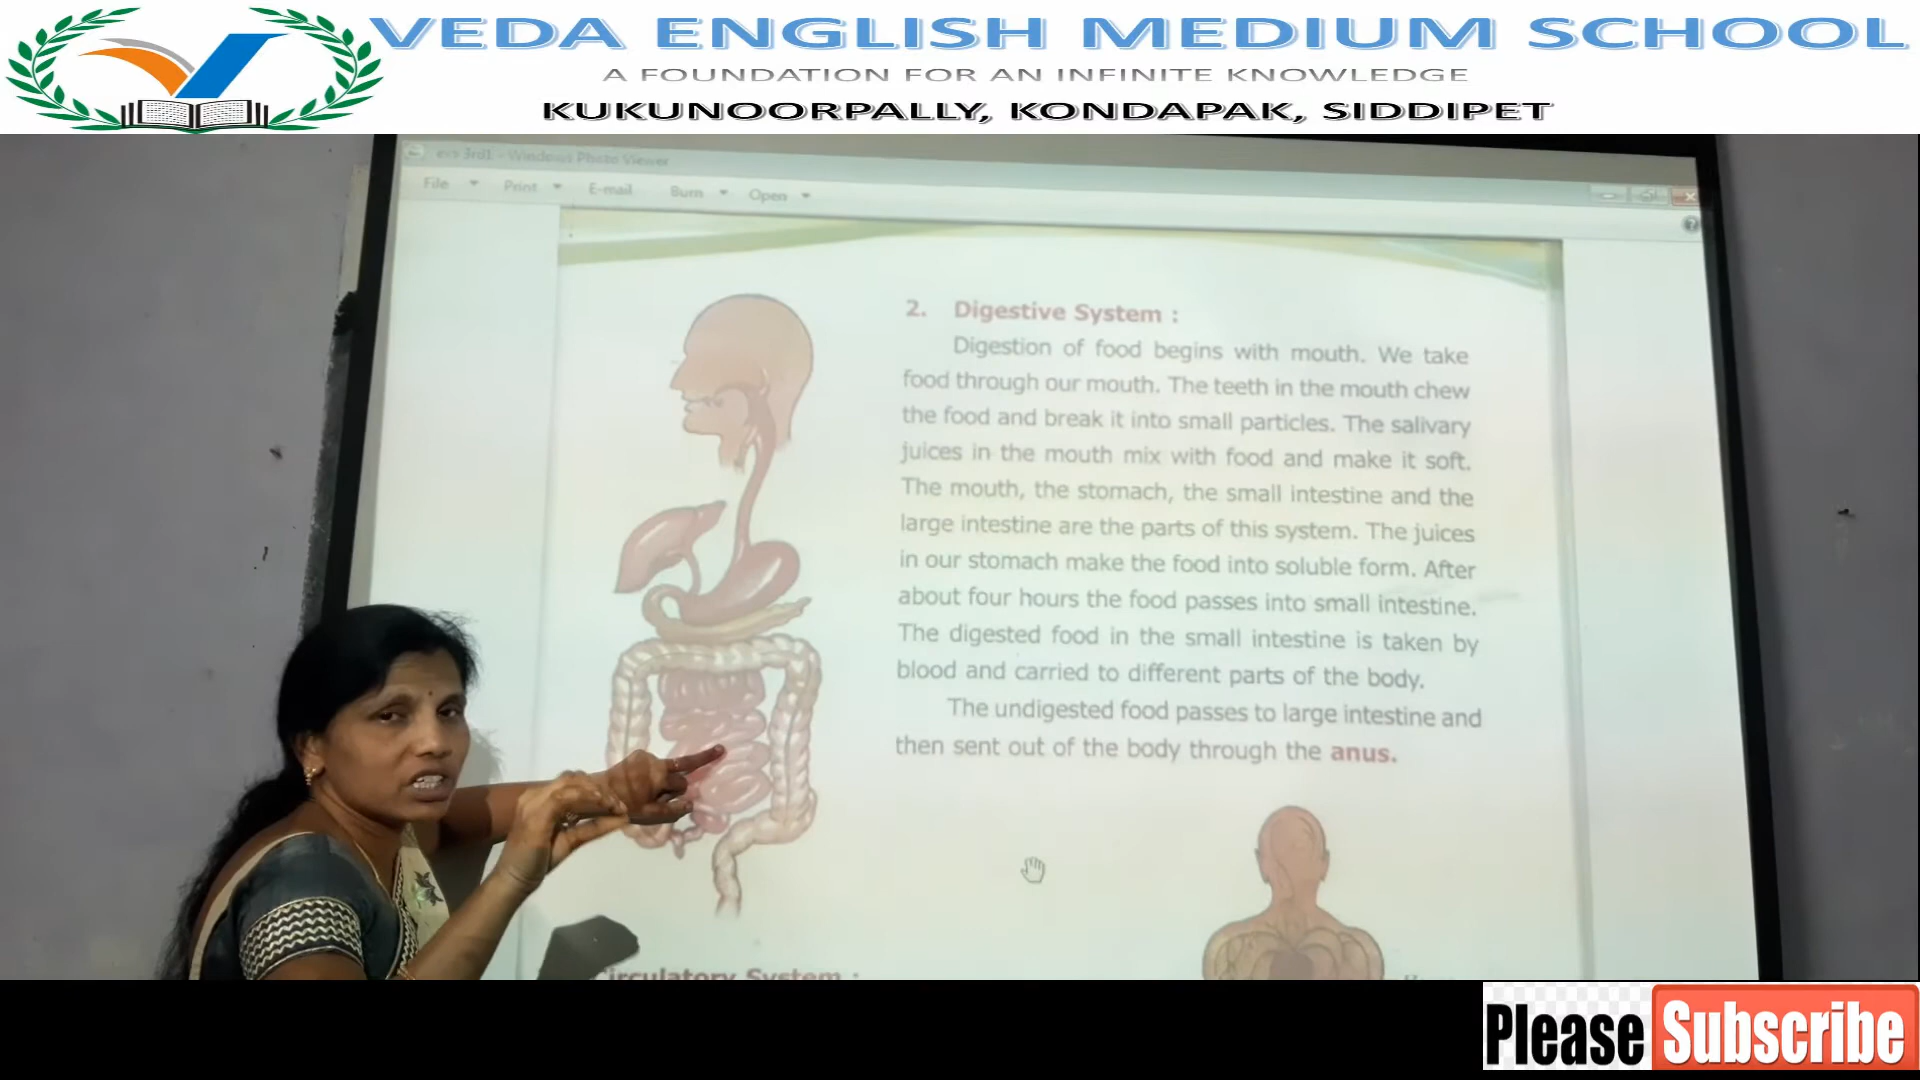 VEDA ENGLISH MEDIUM SCHOOL
A FOUNDATION FOR AN INFINITE KNOWLEDGE
KUKUNOORPALLY, KONDAPAK, SIDDIPET
3rd1 - Windows Photo Viewer
File Print E-mail Burn Open
2. Digestive System :
Digestion of food begins with mouth. We take
food through our mouth. The teeth in the mouth chew
the food and break it into small particles. The salivary
juices in the mouth mix with food and make it soft.
The mouth, the stomach, the small intestine and the
large intestine are the parts of this system. The juices
in our stomach make the food into soluble form. After
about four hours the food passes into small intestine.
The digested food in the small intestine is taken by
blood and carried to different parts of the body.
The undigested food passes to large intestine and
then sent out of the body through the anus.
irculatory System :
Please Subscribe